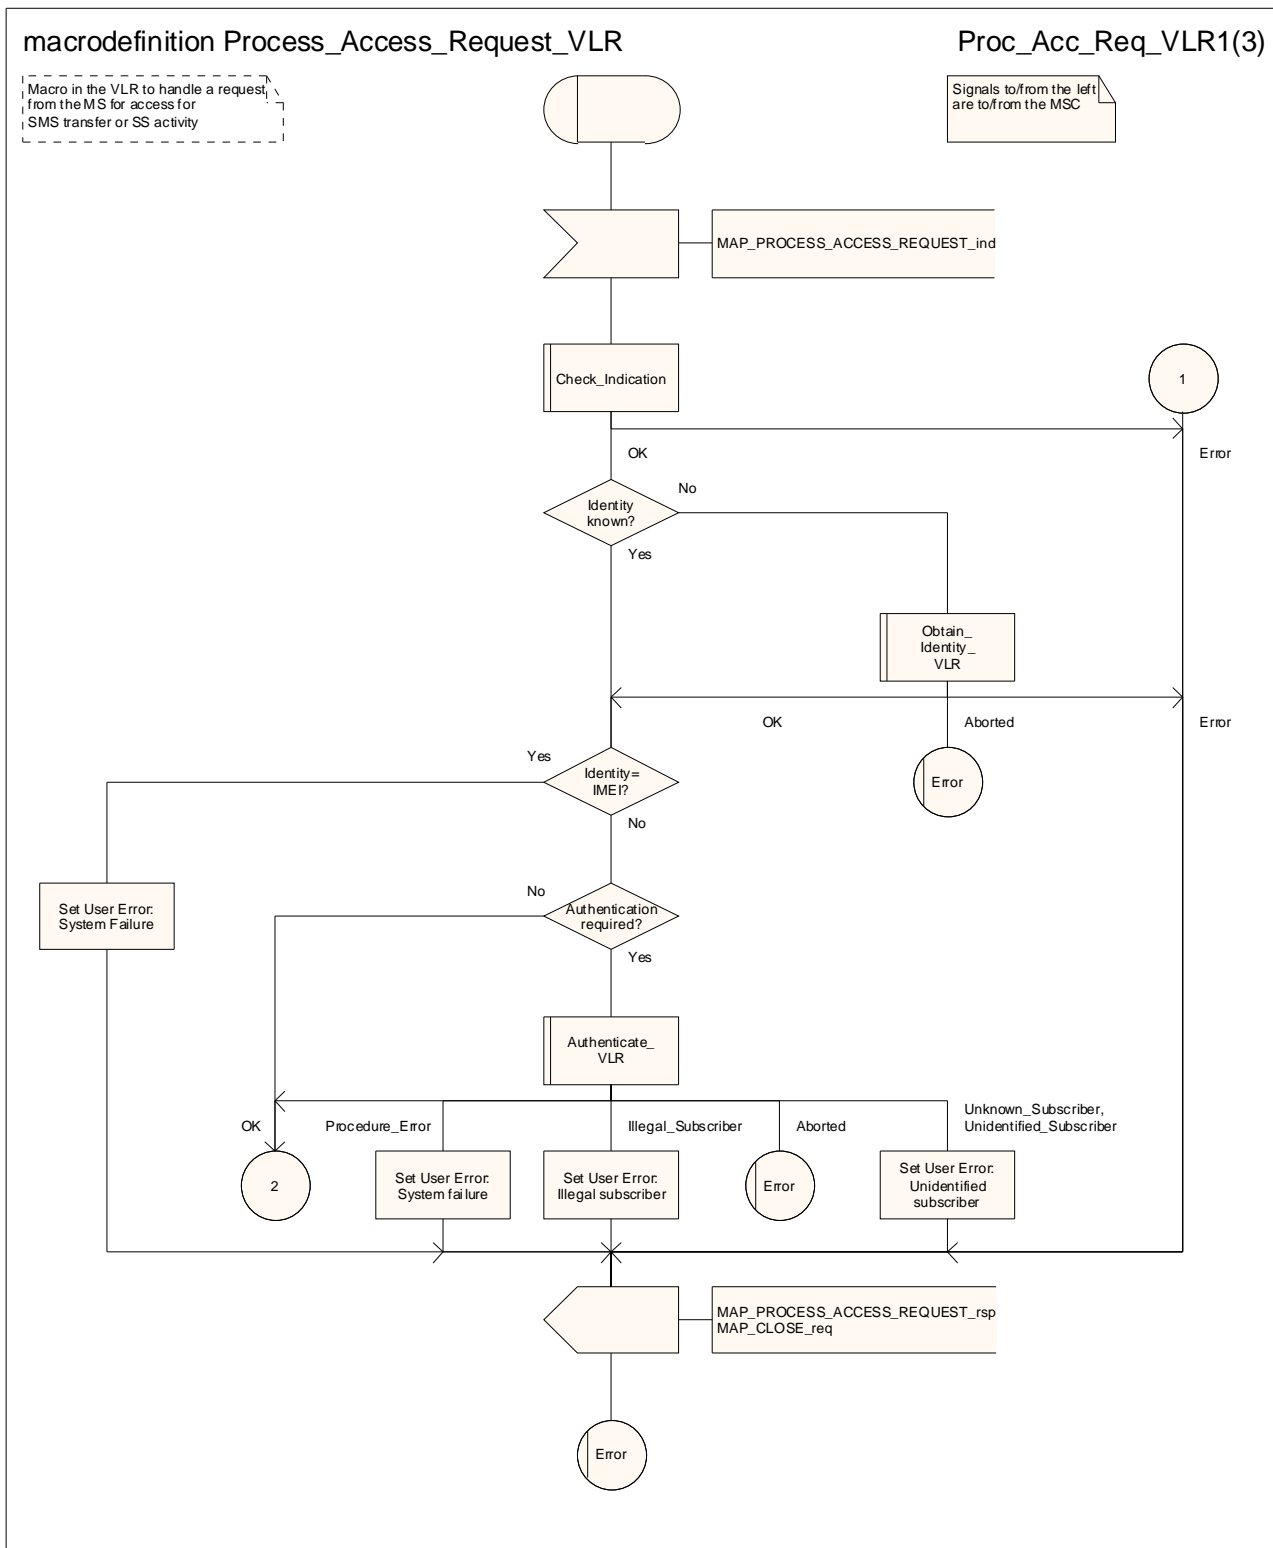 macrodefinition Process_Access_Request_VLR
Proc_Acc_Req_VLR1(3)
Macro in the VLR to handle a request
from the MS for access for
SMS transfer or SS activity
Signals to/from the left
are to/from the MSC
MAP_PROCESS_ACCESS_REQUEST_ind
Check_Indication
1
OK
Error
No
Identity
known?
Yes
Obtain_
Identity_
VLR
OK
Aborted
Error
Yes
Identity=
IMEI?
Error
No
No
Set User Error:
System Failure
Authentication
required?
Yes
Authenticate_
VLR
OK
Procedure_Error
Illegal_Subscriber
Aborted
Unknown_Subscriber,
Unidentified_Subscriber
2
Set User Error:
System failure
Set User Error:
Illegal subscriber
Error
Set User Error:
Unidentified
subscriber
MAP_PROCESS_ACCESS_REQUEST_rsp
MAP_CLOSE_req
Error